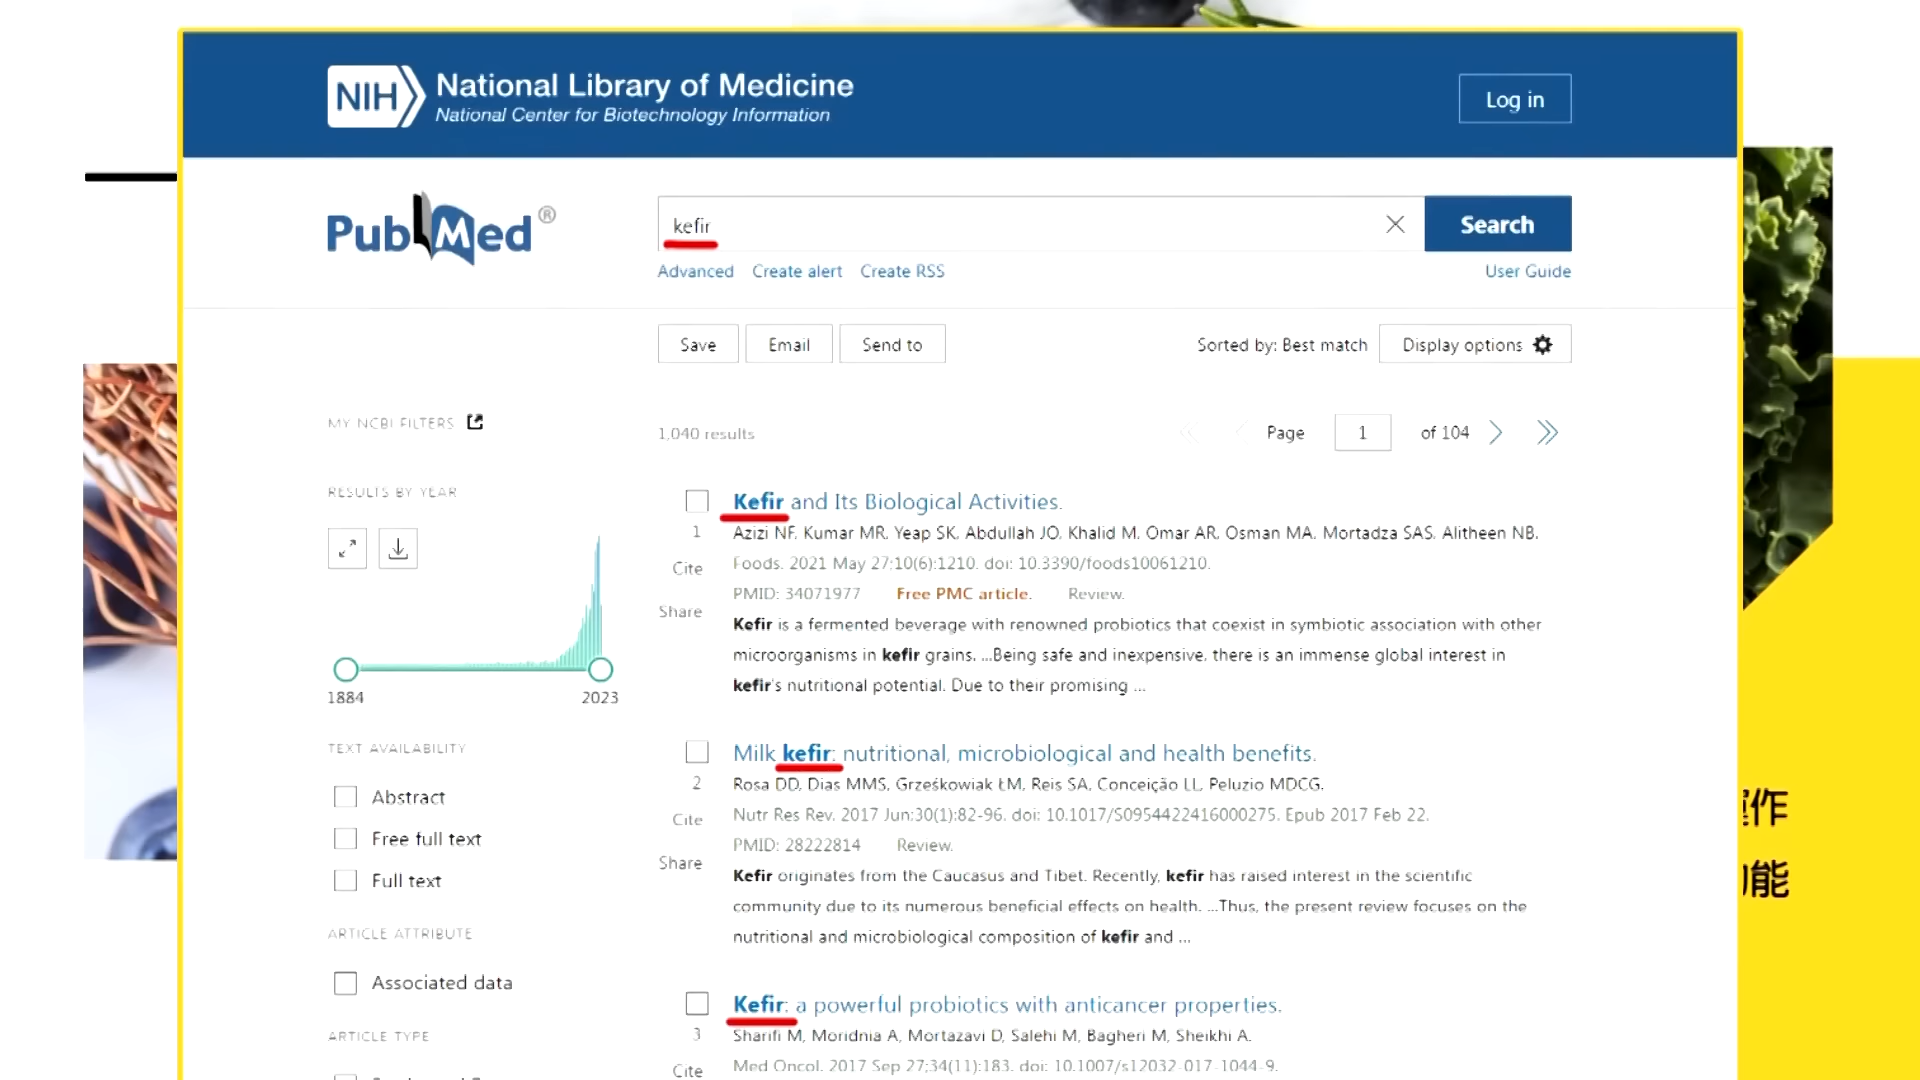 NIH National Library of Medicine
National Center for Biotechnology Information
Log in
PubMed®
kefir
Search
Advanced Create alert Create RSS
User Guide
Save Email Send to
Sorted by: Best match Display options
MY NCBI FILTERS
1,040 results
Page 1 of 104
RESULTS BY YEAR
1884 2023
TEXT AVAILABILITY
Abstract
Free full text
Full text
ARTICLE ATTRIBUTE
Associated data
ARTICLE TYPE
Kefir and Its Biological Activities.
1
Azizi NF, Kumar MR, Yeap SK, Abdullah JO, Khalid M, Omar AR, Osman MA, Mortadza SAS, Alitheen NB.
Cite
Foods. 2021 May 27;10(6):1210. doi: 10.3390/foods10061210.
PMID: 34071977 Free PMC article. Review.
Share
Kefir is a fermented beverage with renowned probiotics that coexist in symbiotic association with other
microorganisms in kefir grains. ...Being safe and inexpensive, there is an immense global interest in
kefir's nutritional potential. Due to their promising ...
Milk kefir: nutritional, microbiological and health benefits.
2
Rosa DD, Dias MMS, Grześkowiak ŁM, Reis SA, Conceição LL, Peluzio MDCG.
Cite
Nutr Res Rev. 2017 Jun;30(1):82-96. doi: 10.1017/S0954422416000275. Epub 2017 Feb 22.
PMID: 28222814 Review.
Share
Kefir originates from the Caucasus and Tibet. Recently, kefir has raised interest in the scientific
community due to its numerous beneficial effects on health. ...Thus, the present review focuses on the
nutritional and microbiological composition of kefir and ...
Kefir: a powerful probiotics with anticancer properties.
3
Sharifi M, Moridnia A, Mortazavi D, Salehi M, Bagheri M, Sheikhi A.
Cite
Med Oncol. 2017 Sep 27;34(11):183. doi: 10.1007/s12032-017-1044-9.
作
能